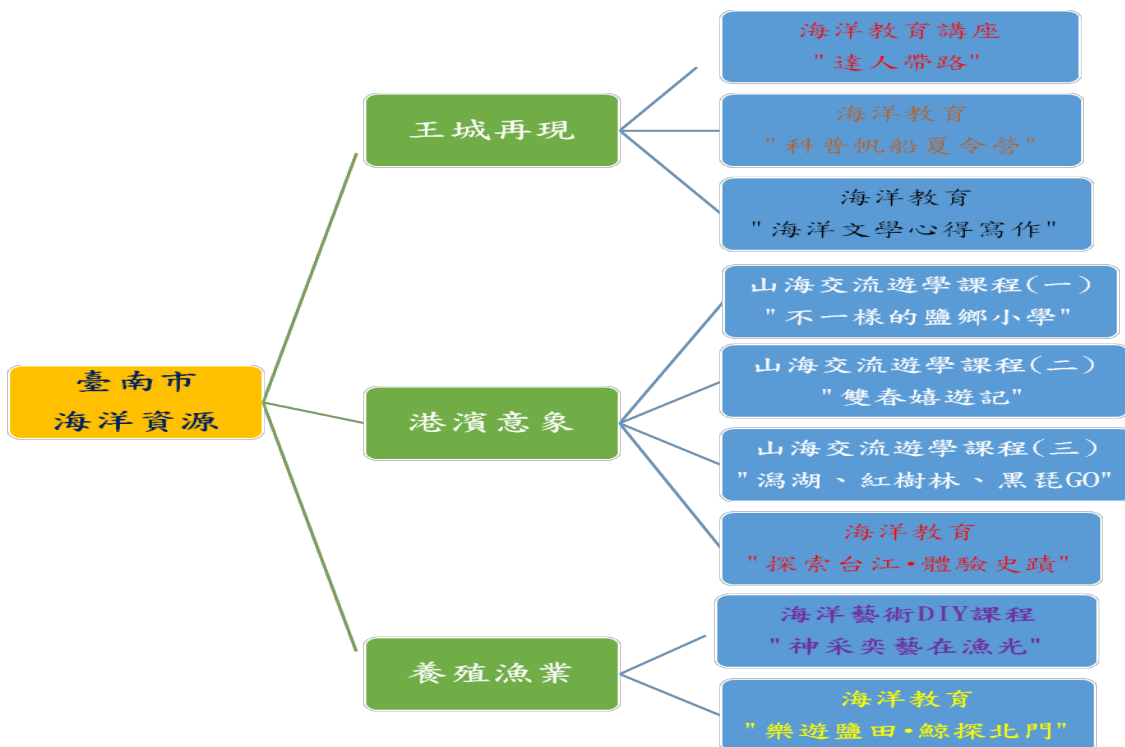 臺南市
海洋資源
王城再現
海洋教育講座
"達人帶路"
海洋教育
"科普帆船夏令營"
海洋教育
"海洋文學心得寫作"
港濱意象
山海交流遊學課程(一)
"不一樣的鹽鄉小學"
山海交流遊學課程(二)
"雙春嬉遊記"
山海交流遊學課程(三)
"潟湖、紅樹林、黑琵GO"
海洋教育
"探索台江•體驗史蹟"
養殖漁業
海洋藝術DIY課程
"神采奕藝在漁光"
海洋教育
"樂遊鹽田•鯨探北門"